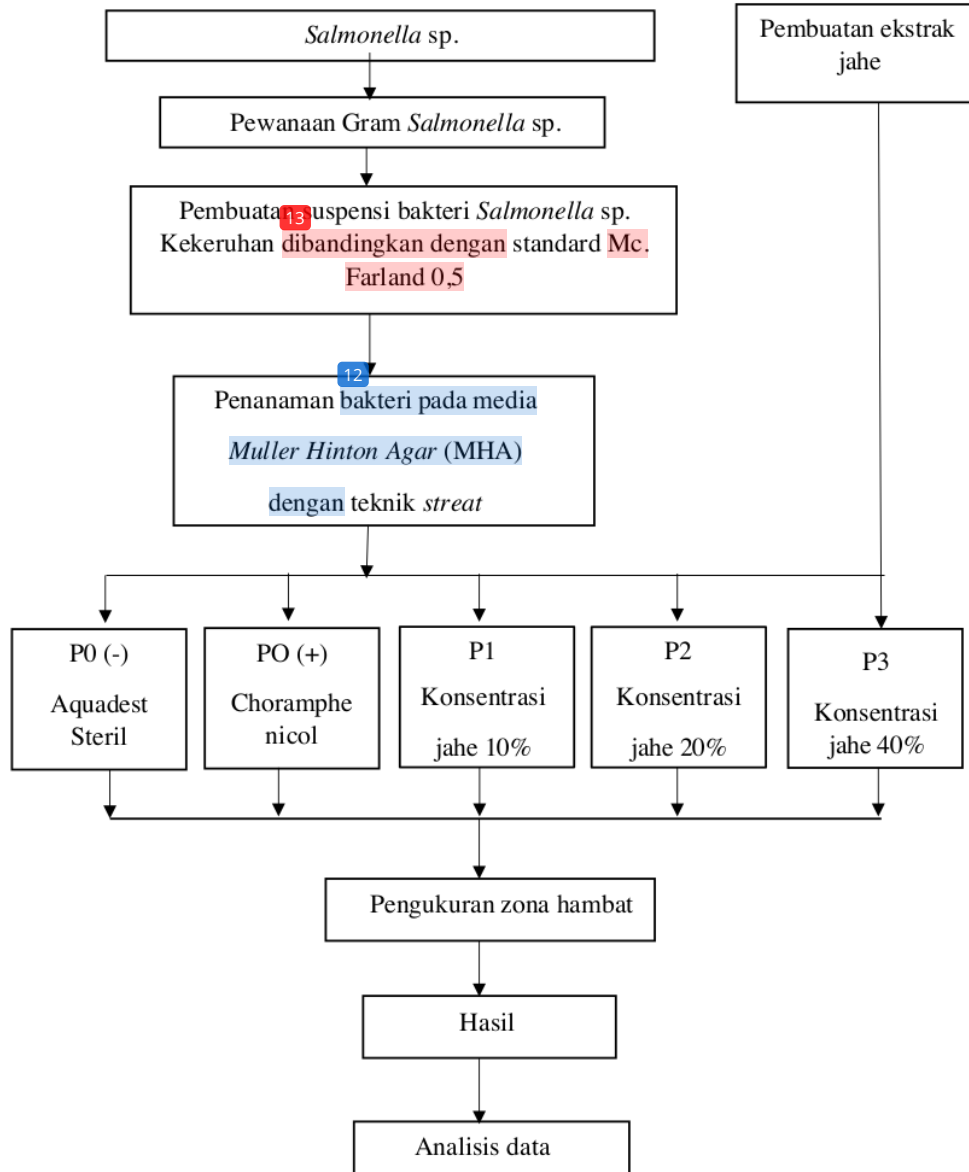 Salmonella sp.
Pembuatan ekstrak
jahe
Pewanaan Gram Salmonella sp.
Pembuatan suspensi bakteri Salmonella sp.
13
Kekeruhan dibandingkan dengan standard Mc.
Farland 0,5
12
Penanaman bakteri pada media
Muller Hinton Agar (MHA)
dengan teknik streat
P0 (-)
Aquadest
Steril
PO (+)
Choramphe
nicol
P1
Konsentrasi
jahe 10%
P2
Konsentrasi
jahe 20%
P3
Konsentrasi
jahe 40%
Pengukuran zona hambat
Hasil
Analisis data